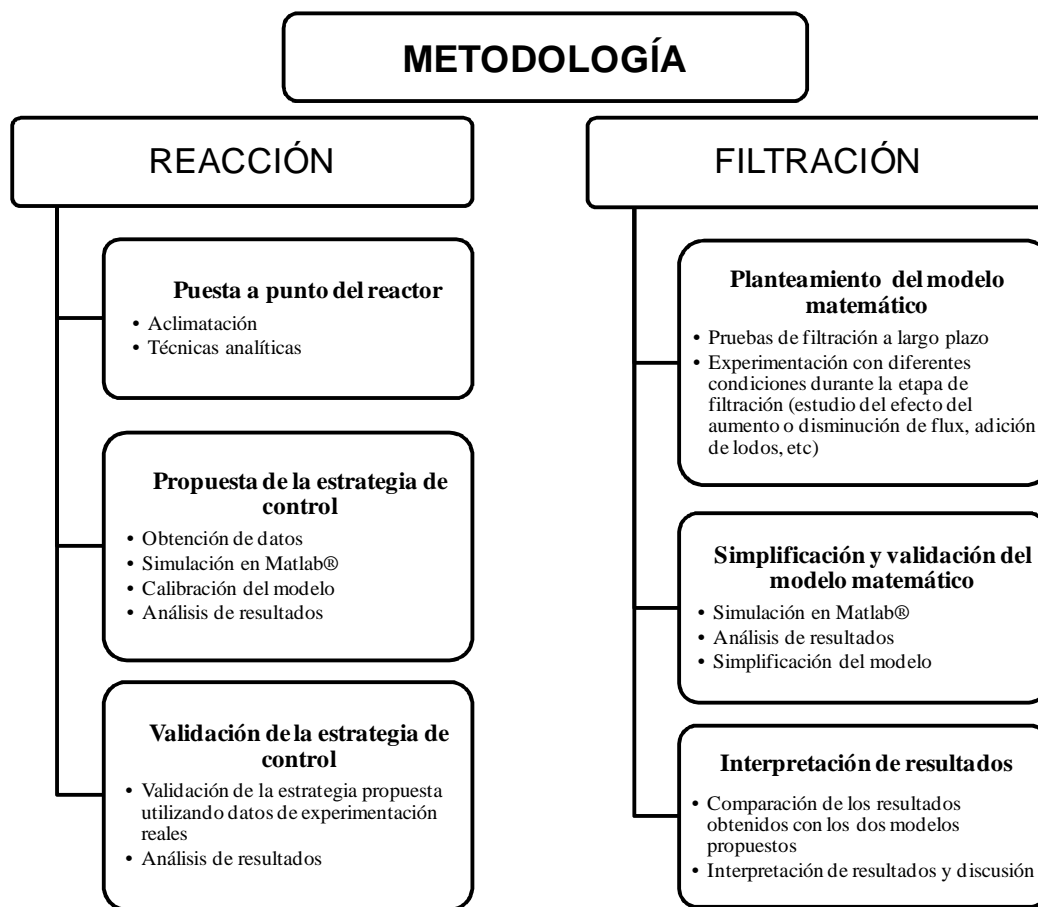 METODOLOGÍA
REACCIÓN
Puesta a punto del reactor
• Aclimatación
• Técnicas analíticas
Propuesta de la estrategia de
control
• Obtención de datos
• Simulación en Matlab®
• Calibración del modelo
• Análisis de resultados
Validación de la estrategia de
control
• Validación de la estrategia propuesta
utilizando datos de experimentación
reales
• Análisis de resultados
FILTRACIÓN
Planteamiento del modelo
matemático
• Pruebas de filtración a largo plazo
• Experimentación con diferentes
condiciones durante la etapa de
filtración (estudio del efecto del
aumento o disminución de flux, adición
de lodos, etc)
Simplificación y validación del
modelo matemático
• Simulación en Matlab®
• Análisis de resultados
• Simplificación del modelo
Interpretación de resultados
• Comparación de los resultados
obtenidos con los dos modelos
propuestos
• Interpretación de resultados y discusión